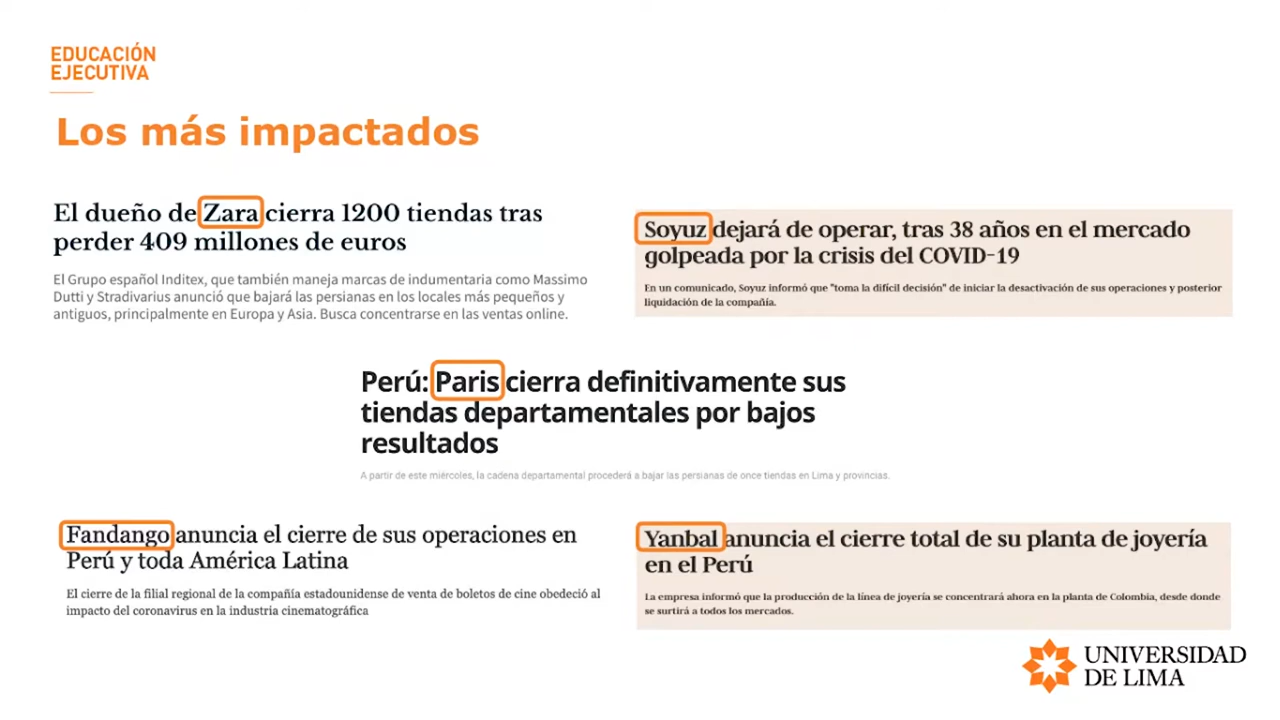 EDUCACIÓN
EJECUTIVA
Los más impactados
El dueño de Zara cierra 1200 tiendas tras
perder 409 millones de euros
El Grupo español Inditex, que también maneja marcas de indumentaria como Massimo
Dutti y Stradivarius anunció que bajará las persianas en los locales más pequeños y
antiguos, principalmente en Europa y Asia. Busca concentrarse en las ventas online.
Soyuz dejará de operar, tras 38 años en el mercado
golpeada por la crisis del COVID-19
En un comunicado, Soyuz informó que "toma la difícil decisión" de iniciar la desactivación de sus operaciones y posterior
liquidación de la compañía.
Perú: Paris cierra definitivamente sus
tiendas departamentales por bajos
resultados
A partir de este miércoles, la cadena departamental procederá a bajar las persianas de once tiendas en Lima y provincias.
Fandango anuncia el cierre de sus operaciones en
Perú y toda América Latina
El cierre de la filial regional de la compañía estadounidense de venta de boletos de cine obedeció al
impacto del coronavirus en la industria cinematográfica
Yanbal anuncia el cierre total de su planta de joyería
en el Perú
La empresa informó que la producción de la línea de joyería se concentrará ahora en la planta de Colombia, desde donde
se surtirá a todos los mercados.
UNIVERSIDAD
DE LIMA